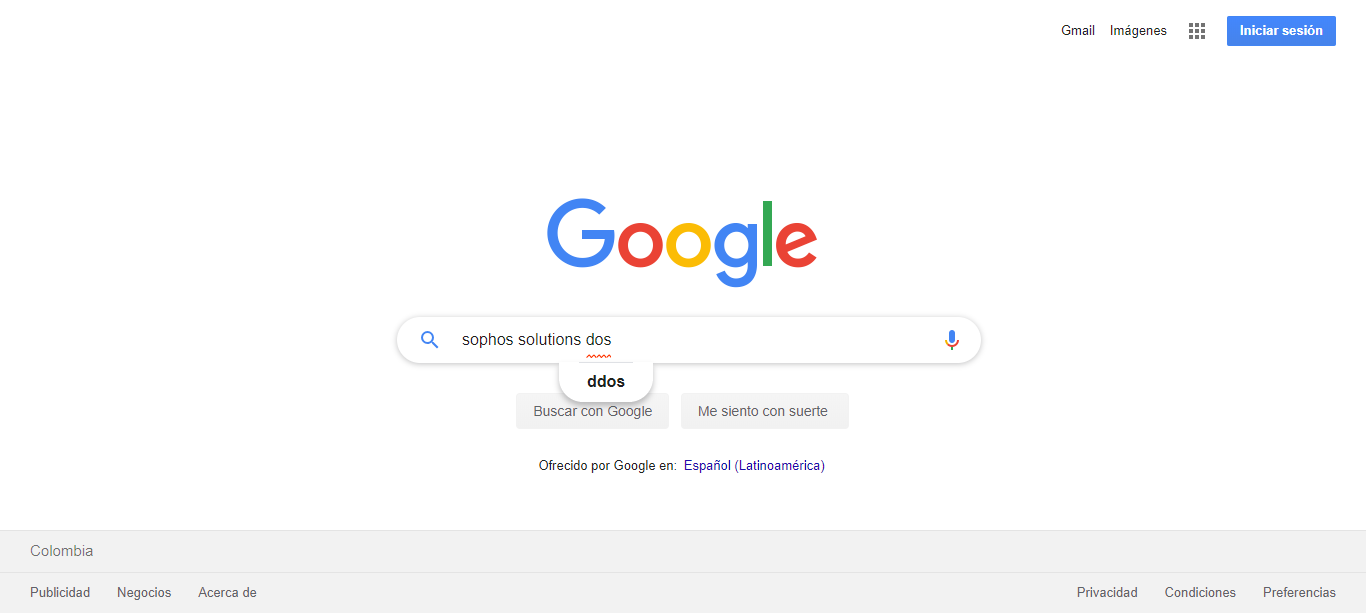 Gmail Imágenes Iniciar sesión
Google
sophos solutions dos
ddos
Buscar con Google Me siento con suerte
Ofrecido por Google en: Español (Latinoamérica)
Colombia
Publicidad Negocios Acerca de Privacidad Condiciones Preferencias